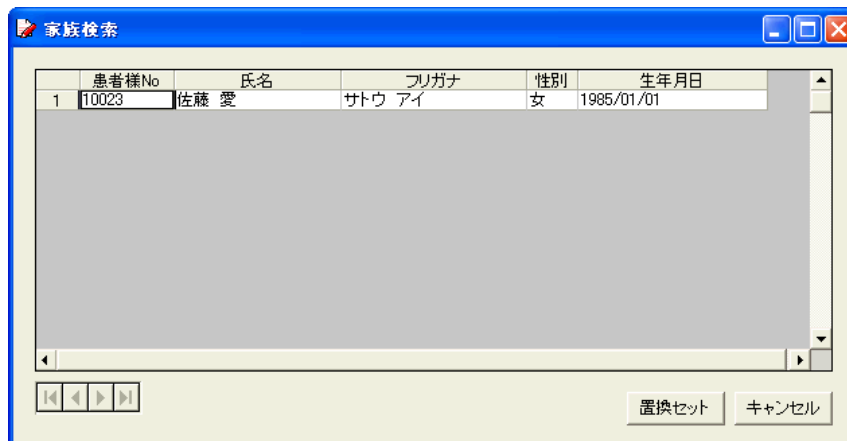 家族検索
患者様No 氏名 フリガナ 性別 生年月日
1 10023 佐藤 愛 サトウ アイ 女 1985/01/01
置換セット キャンセル